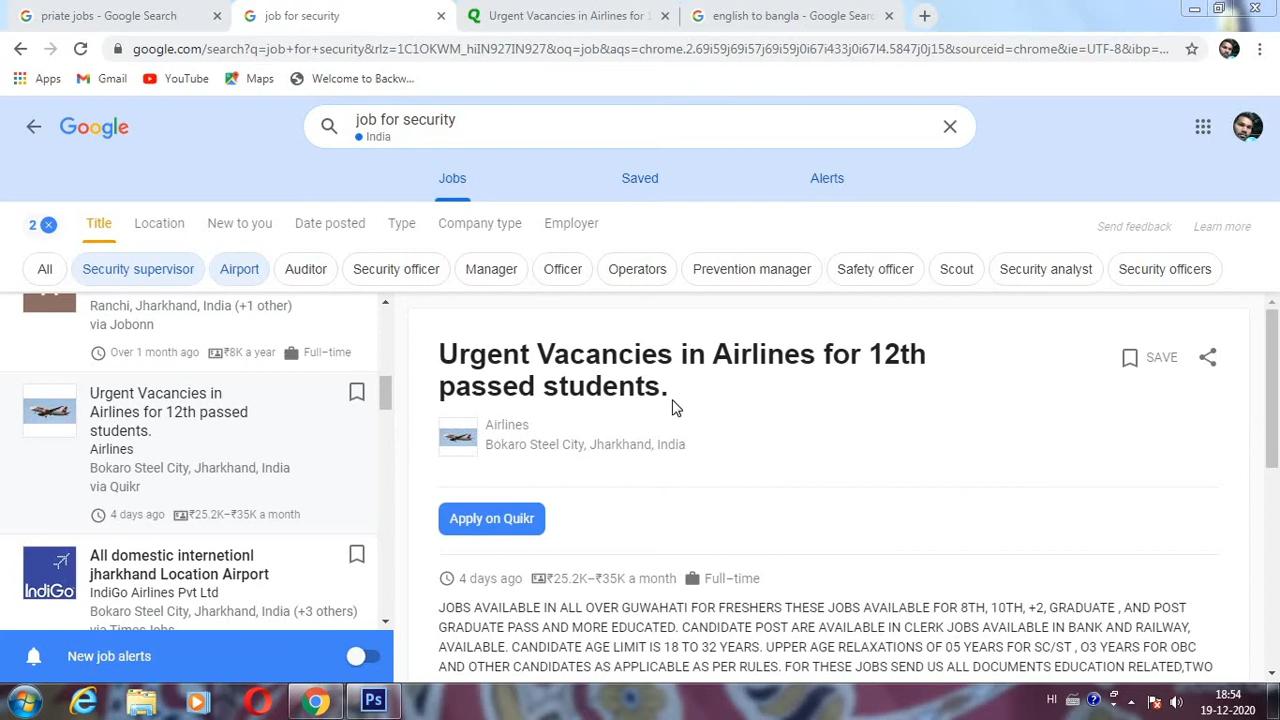 priate jobs - Google Search
job for security
Urgent Vacancies in Airlines for 1
english to bangla - Google Searc
google.com/search?q=job+for+security&rlz=1C1OKWM_hiIN927IN927&oq=job&aqs=chrome.2.69i59j69i57j69i59j0i67i433j0i67l4.5847j0j15&sourceid=chrome&ie=UTF-8&ibp=...
Apps
Gmail
YouTube
Maps
Welcome to Backw...
Google
job for security
India
Jobs
Saved
Alerts
2
Title
Location
New to you
Date posted
Type
Company type
Employer
Send feedback
Learn more
All
Security supervisor
Airport
Auditor
Security officer
Manager
Officer
Operators
Prevention manager
Safety officer
Scout
Security analyst
Security officers
Ranchi, Jharkhand, India (+1 other)
via Jobonn
Over 1 month ago
₹8K a year
Full–time
Urgent Vacancies in
Airlines for 12th passed
students.
Airlines
Bokaro Steel City, Jharkhand, India
via Quikr
4 days ago
₹25.2K–₹35K a month
IndiGo
All domestic internetionl
jharkhand Location Airport
IndiGo Airlines Pvt Ltd
Bokaro Steel City, Jharkhand, India (+3 others)
via TimesJobs
New job alerts
Urgent Vacancies in Airlines for 12th
passed students.
SAVE
Airlines
Bokaro Steel City, Jharkhand, India
Apply on Quikr
4 days ago
₹25.2K–₹35K a month
Full–time
JOBS AVAILABLE IN ALL OVER GUWAHATI FOR FRESHERS THESE JOBS AVAILABLE FOR 8TH, 10TH, +2, GRADUATE , AND POST
GRADUATE PASS AND MORE EDUCATED. CANDIDATE POST ARE AVAILABLE IN CLERK JOBS AVAILABLE IN BANK AND RAILWAY,
AVAILABLE. CANDIDATE AGE LIMIT IS 18 TO 32 YEARS. UPPER AGE RELAXATIONS OF 05 YEARS FOR SC/ST , O3 YEARS FOR OBC
AND OTHER CANDIDATES AS APPLICABLE AS PER RULES. FOR THESE JOBS SEND US ALL DOCUMENTS EDUCATION RELATED,TWO
Ps
HI
18:54
19-12-2020